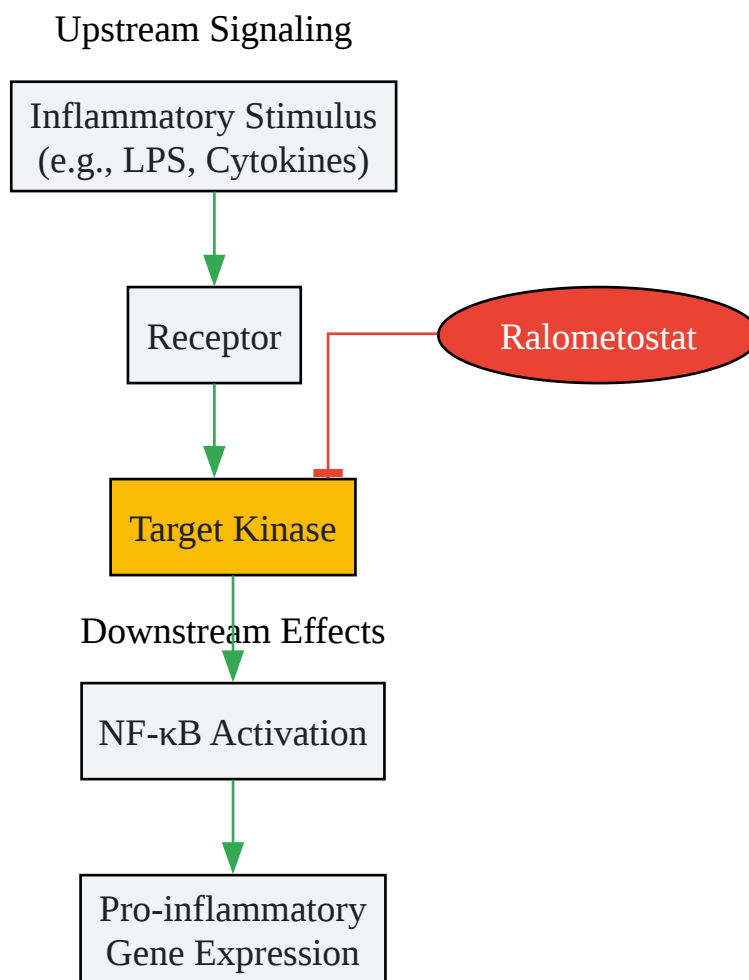 Upstream Signaling
Inflammatory Stimulus
(e.g., LPS, Cytokines)
Receptor
Ralometostat
Target Kinase
Downstream Effects
NF-κB Activation
Pro-inflammatory
Gene Expression